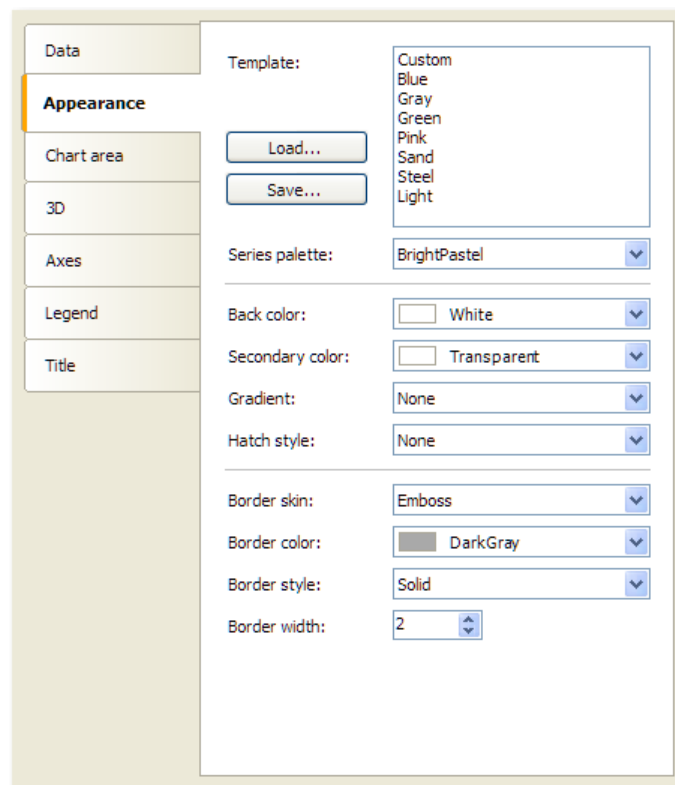 Data
Appearance
Chart area
3D
Axes
Legend
Title
Template:
Custom
Blue
Gray
Green
Pink
Sand
Steel
Light
Load...
Save...
Series palette: BrightPastel
Back color: White
Secondary color: Transparent
Gradient: None
Hatch style: None
Border skin: Emboss
Border color: DarkGray
Border style: Solid
Border width: 2